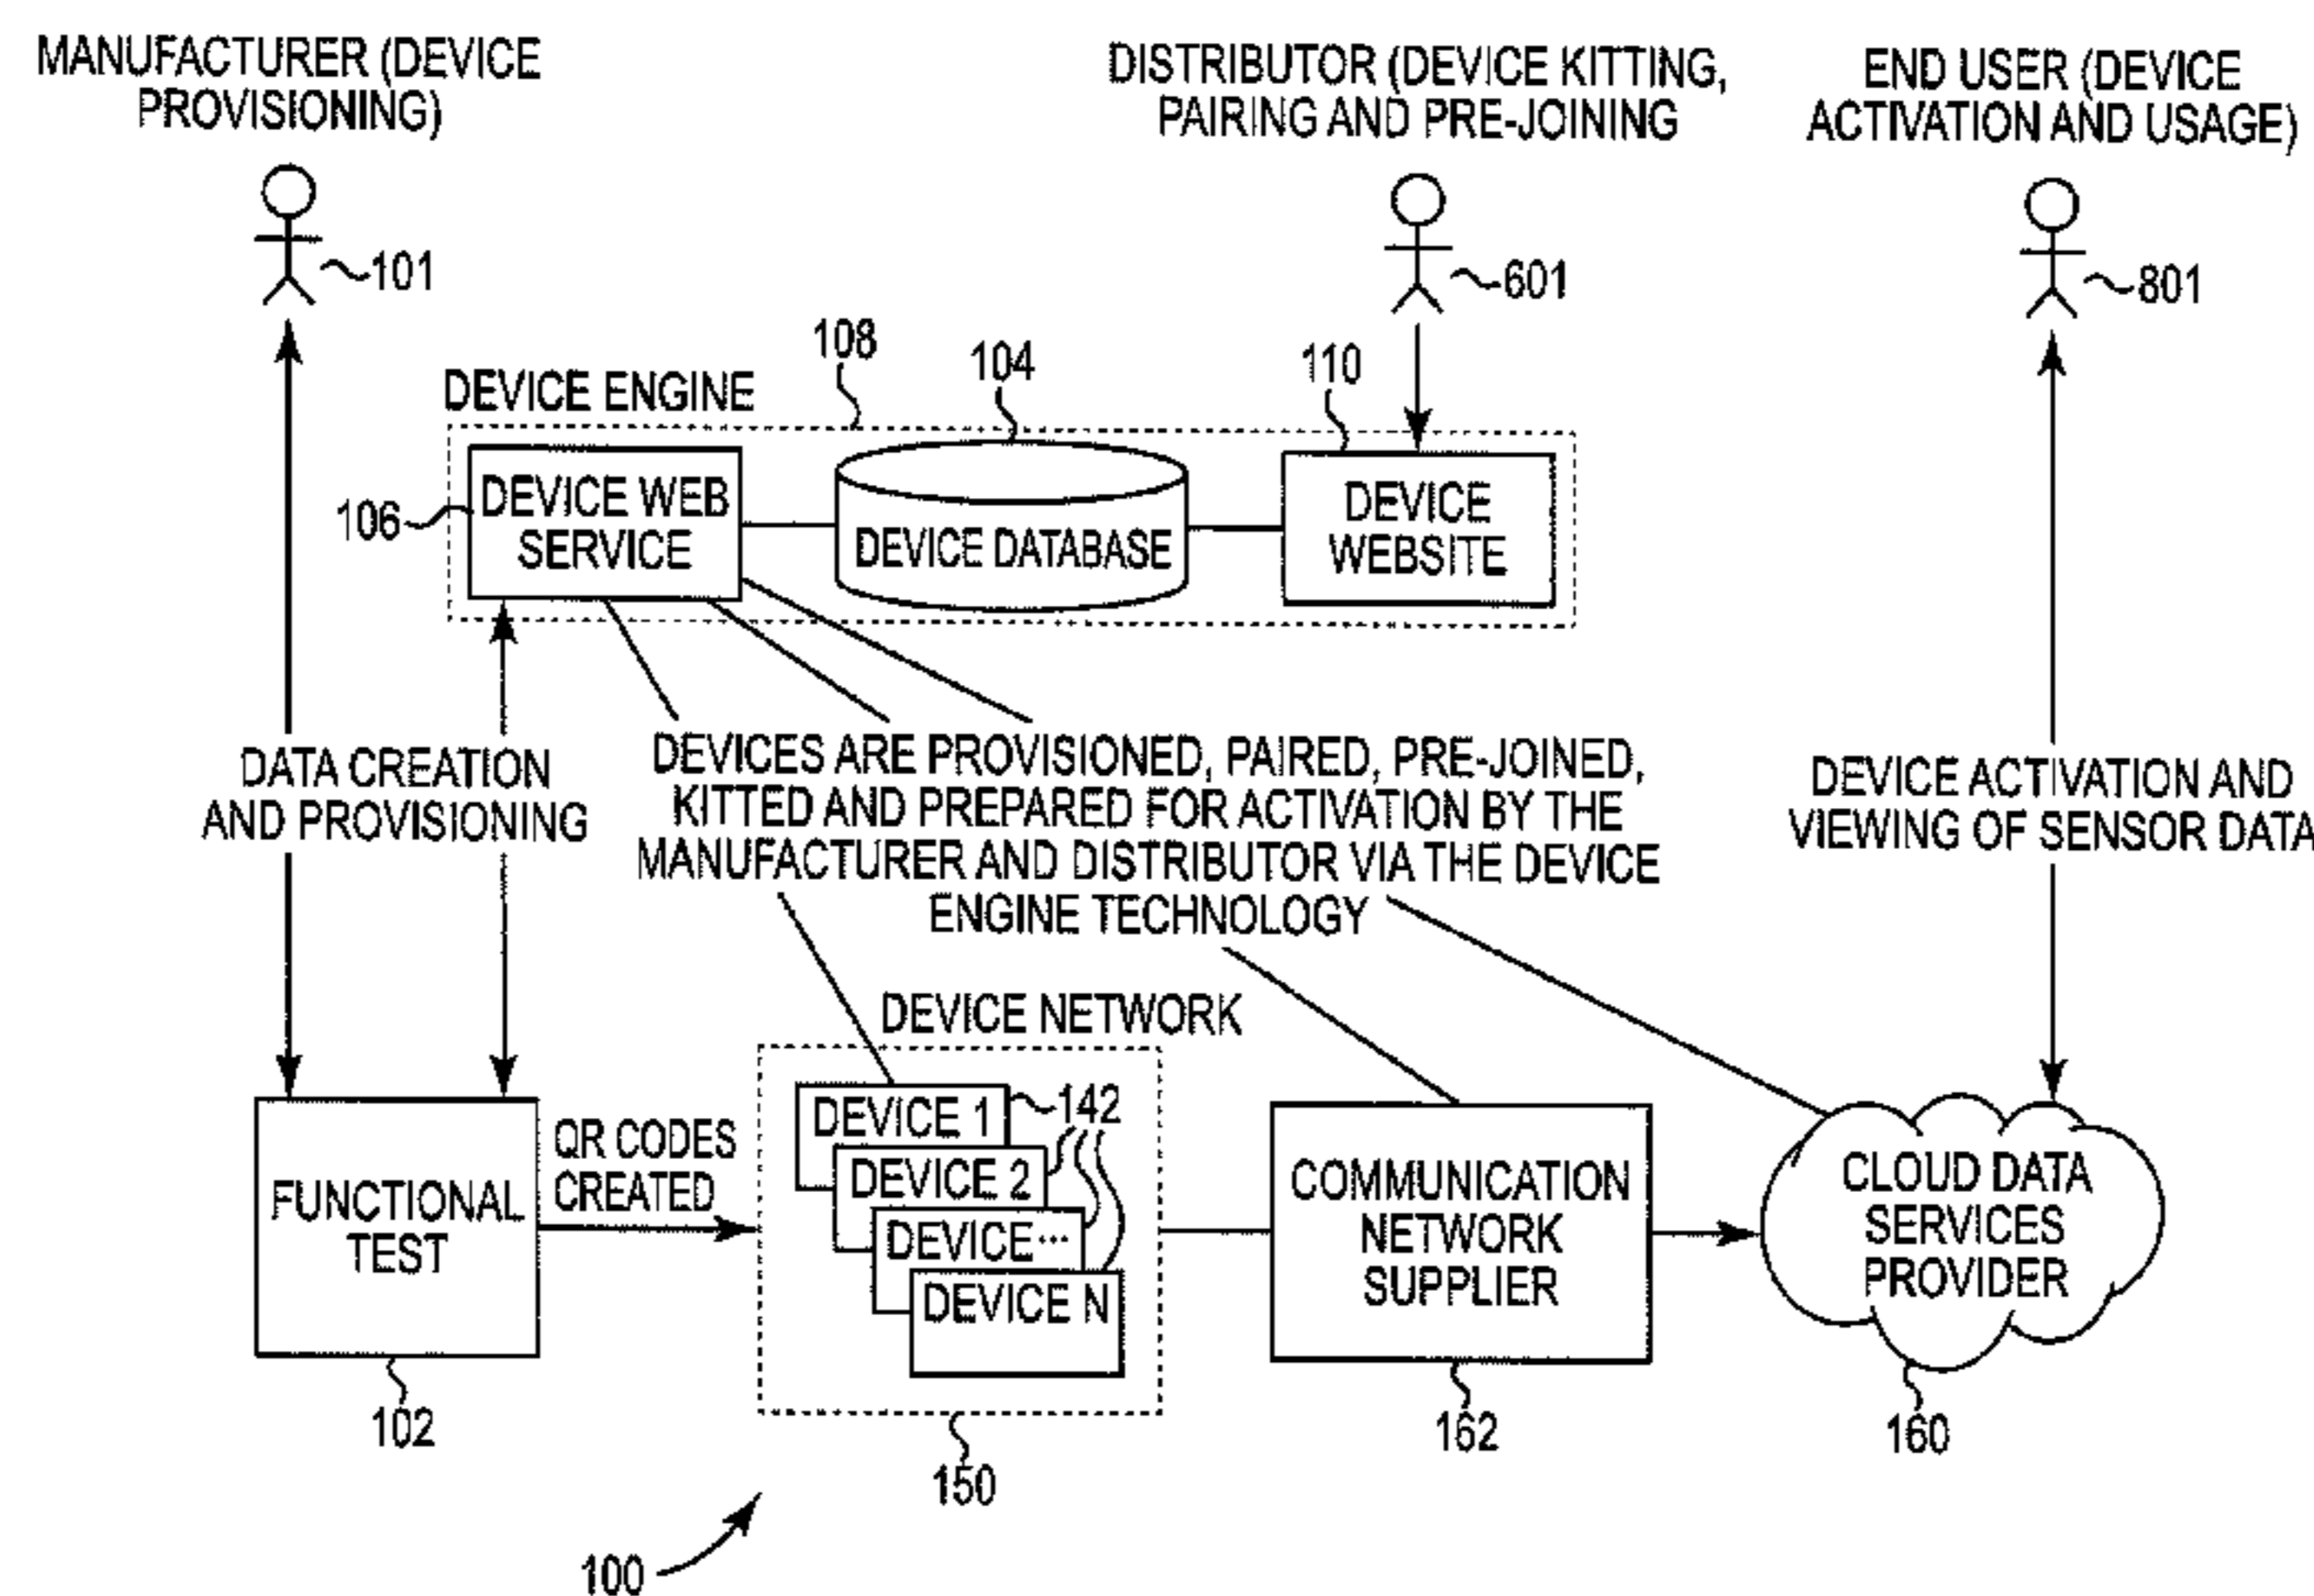 MANUFACTURER (DEVICE
PROVISIONING)
DISTRIBUTOR (DEVICE KITTING,
PAIRING AND PRE-JOINING
END USER (DEVICE
ACTIVATION AND USAGE)
101
601
801
108
104
110
DEVICE ENGINE
106
DEVICE WEB
SERVICE
DEVICE DATABASE
DEVICE
WEBSITE
DATA CREATION
AND PROVISIONING
DEVICES ARE PROVISIONED, PAIRED, PRE-JOINED,
KITTED AND PREPARED FOR ACTIVATION BY THE
MANUFACTURER AND DISTRIBUTOR VIA THE DEVICE
ENGINE TECHNOLOGY
DEVICE ACTIVATION AND
VIEWING OF SENSOR DATA
DEVICE NETWORK
FUNCTIONAL
TEST
QR CODES
CREATED
DEVICE 1
142
DEVICE 2
DEVICE ...
DEVICE N
COMMUNICATION
NETWORK
SUPPLIER
CLOUD DATA
SERVICES
PROVIDER
102
150
162
160
100